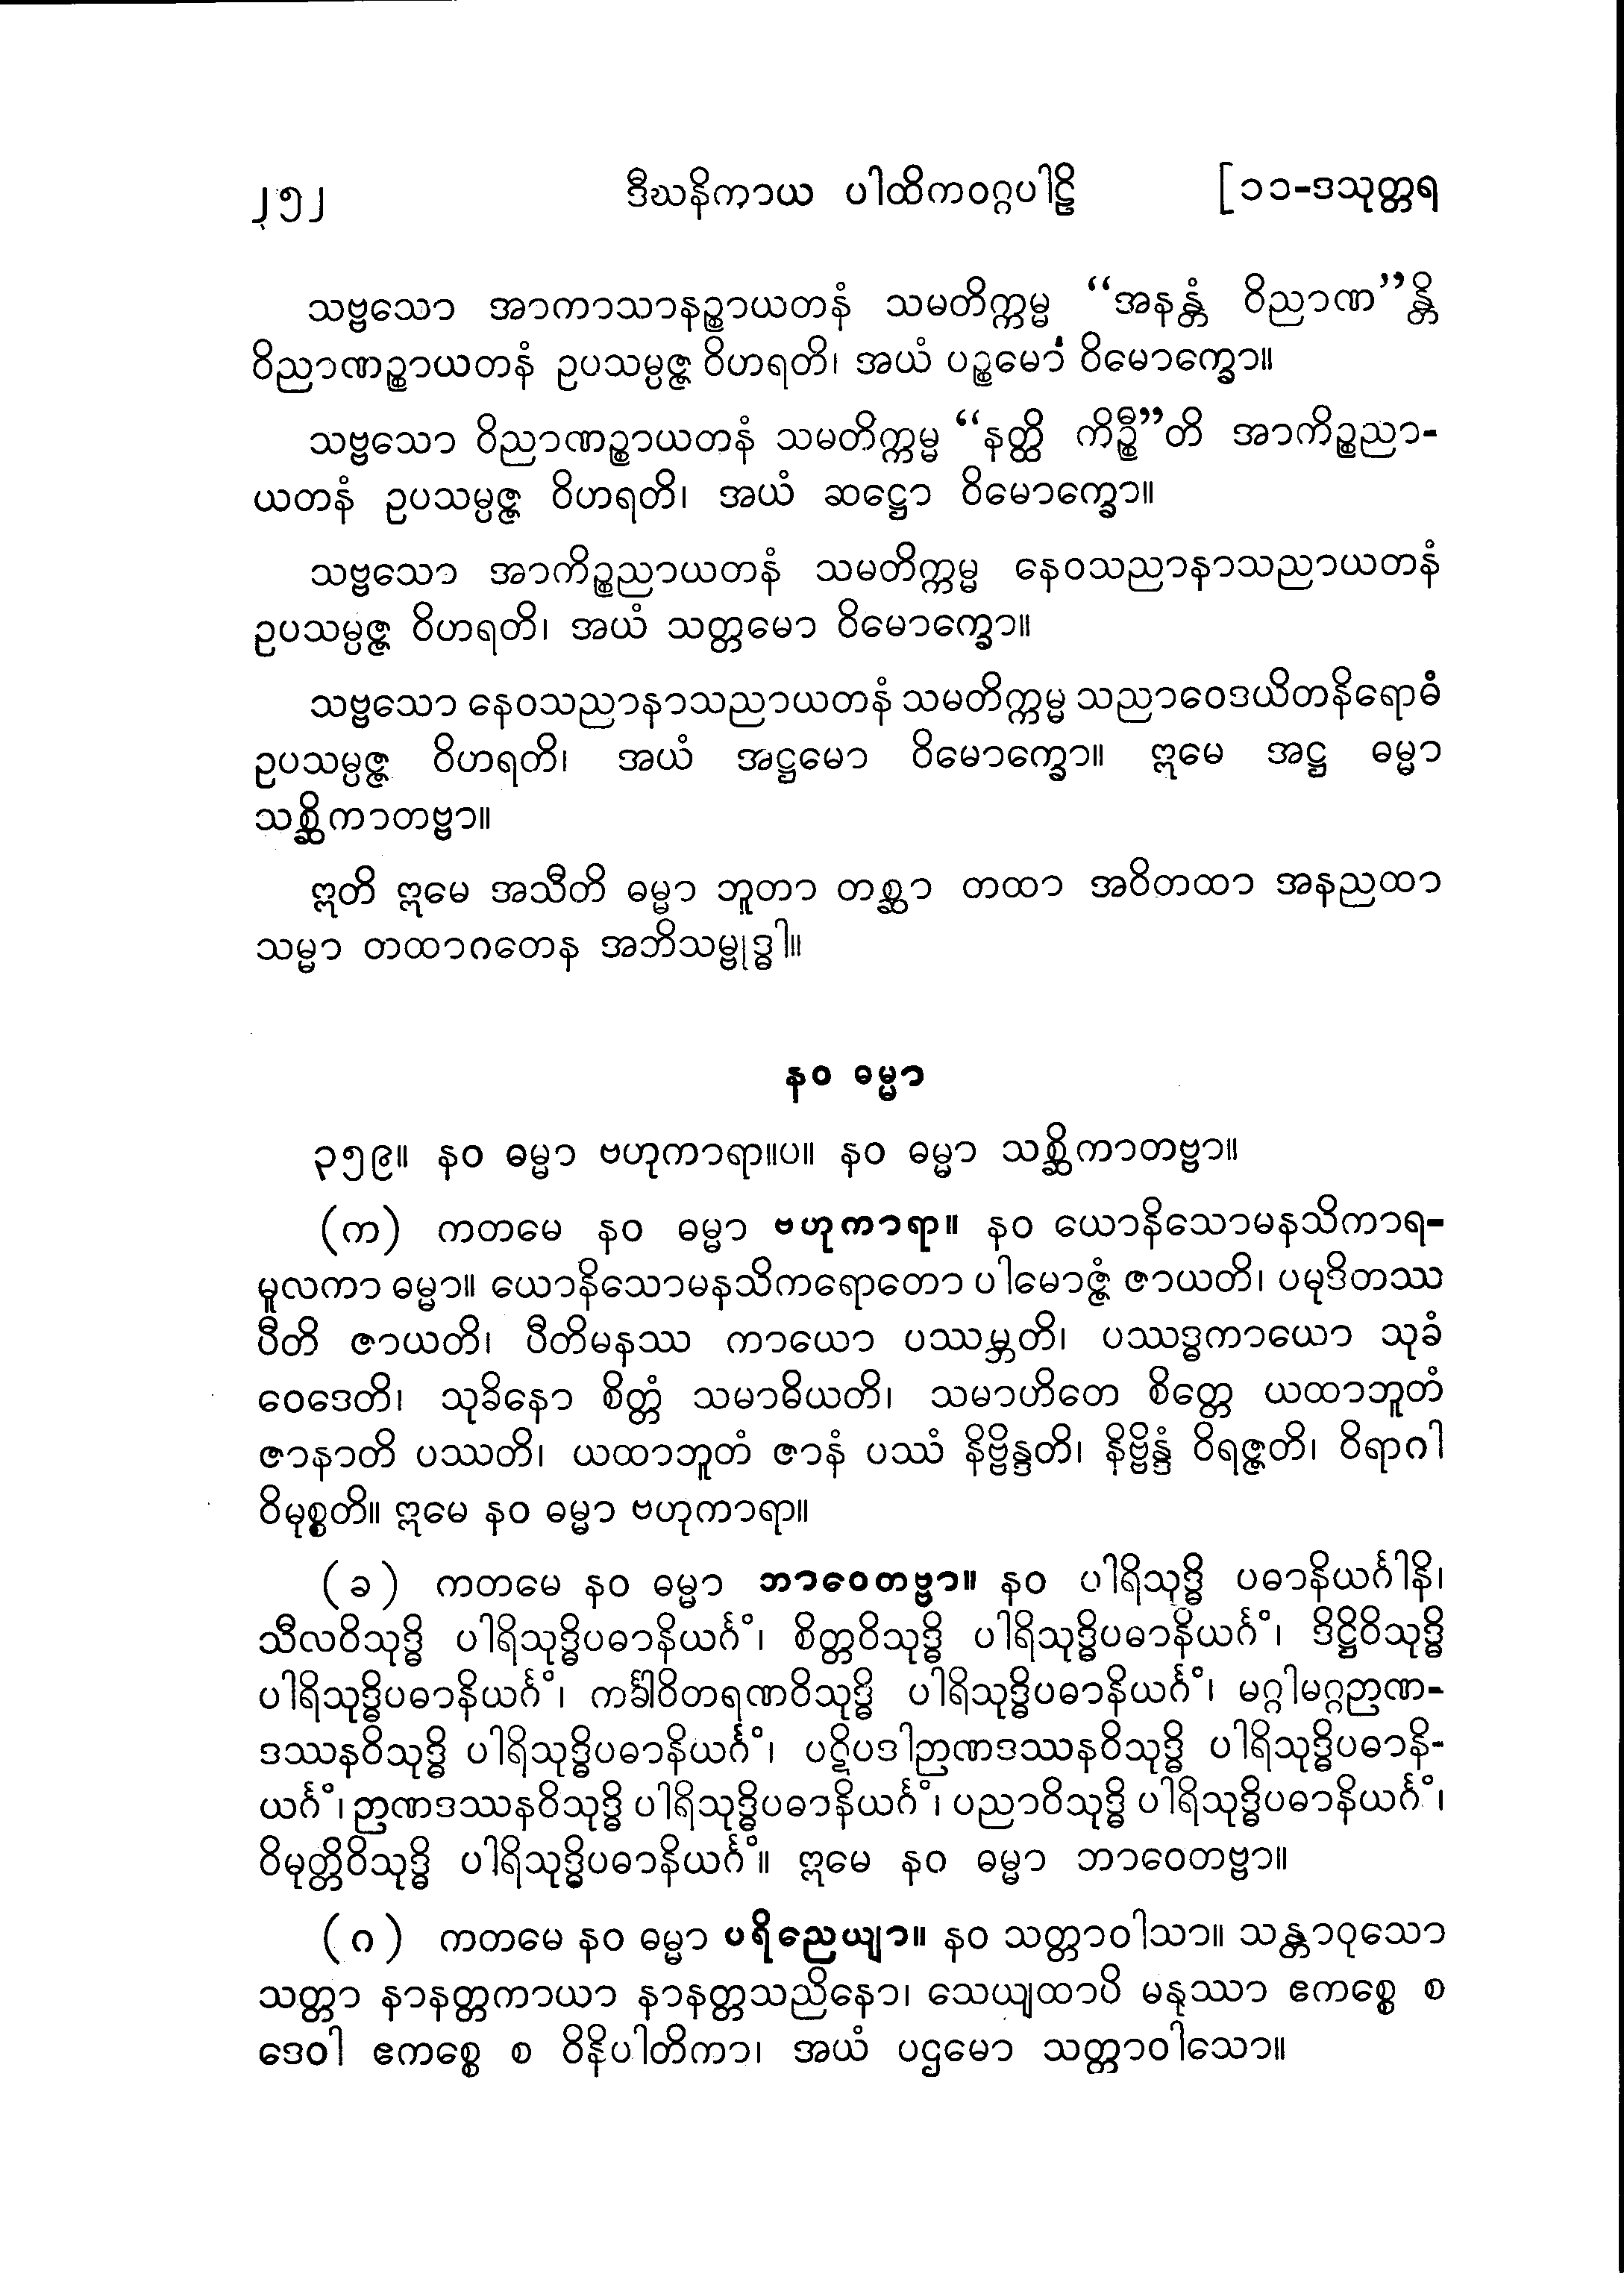 ၂၅၂ ဒီဃနိကာယ ပါထိကဝဂ္ဂပါဠိ [၁၁-ဒသုတ္တရ
သဗ္ဗသော အာကာသာနဉ္စာယတနံ သမတိက္ကမ္မ “အနန္တံ ဝိညာဏ”န္တိ
ဝိညာဏဉ္စာယတနံ ဥပသမ္ပဇ္ဇ ဝိဟရတိ၊ အယံ ပဉ္စမော ဝိမောက္ခော။
သဗ္ဗသော ဝိညာဏဉ္စာယတနံ သမတိက္ကမ္မ “နတ္ထိ ကိဉ္စီ”တိ အာကိဉ္စညာ-
ယတနံ ဥပသမ္ပဇ္ဇ ဝိဟရတိ၊ အယံ ဆဋ္ဌော ဝိမောက္ခော။
သဗ္ဗသော အာကိဉ္စညာယတနံ သမတိက္ကမ္မ နေဝသညာနာသညာယတနံ
ဥပသမ္ပဇ္ဇ ဝိဟရတိ၊ အယံ သတ္တမော ဝိမောက္ခော။
သဗ္ဗသော နေဝသညာနာသညာယတနံ သမတိက္ကမ္မ သညာဝေဒယိတနိရောဓံ
ဥပသမ္ပဇ္ဇ ဝိဟရတိ၊ အယံ အဋ္ဌမော ဝိမောက္ခော။ ဣမေ အဋ္ဌ ဓမ္မာ
သစ္ဆိကာတဗ္ဗာ။
ဣတိ ဣမေ အသီတိ ဓမ္မာ ဘူတာ တစ္ဆာ တထာ အဝိတထာ အနညထာ
သမ္မာ တထာဂတေန အဘိသမ္ဗုဒ္ဓါ။
နဝ ဓမ္မာ
၃၅၉။ နဝ ဓမ္မာ ဗဟုကာရာ။ပ။ နဝ ဓမ္မာ သစ္ဆိကာတဗ္ဗာ။
(က) ကတမေ နဝ ဓမ္မာ ဗဟုကာရာ။ နဝ ယောနိသောမနသိကာရ-
မူလကာ ဓမ္မာ။ ယောနိသောမနသိကရောတော ပါမောဇ္ဇံ ဇာယတိ၊ ပမုဒိတဿ
ပီတိ ဇာယတိ၊ ပီတိမနဿ ကာယော ပဿမ္ဘတိ၊ ပဿဒ္ဓကာယော သုခံ
ဝေဒေတိ၊ သုခိနော စိတ္တံ သမာဓိယတိ၊ သမာဟိတေ စိတ္တေ ယထာဘူတံ
ဇာနာတိ ပဿတိ၊ ယထာဘူတံ ဇာနံ ပဿံ နိဗ္ဗိန္ဒတိ၊ နိဗ္ဗိန္ဒံ ဝိရဇ္ဇတိ၊ ဝိရာဂါ
ဝိမုစ္စတိ။ ဣမေ နဝ ဓမ္မာ ဗဟုကာရာ။
(ခ) ကတမေ နဝ ဓမ္မာ ဘာဝေတဗ္ဗာ။ နဝ ပါရိသုဒ္ဓိ ပဓာနိယင်္ဂါနိ၊
သီလဝိသုဒ္ဓိ ပါရိသုဒ္ဓိပဓာနိယင်္ဂံ၊ စိတ္တဝိသုဒ္ဓိ ပါရိသုဒ္ဓိပဓာနိယင်္ဂံ၊ ဒိဋ္ဌိဝိသုဒ္ဓိ
ပါရိသုဒ္ဓိပဓာနိယင်္ဂံ၊ ကင်္ခါဝိတရဏဝိသုဒ္ဓိ ပါရိသုဒ္ဓိပဓာနိယင်္ဂံ၊ မဂ္ဂါမဂ္ဂဉာဏ-
ဒဿနဝိသုဒ္ဓိ ပါရိသုဒ္ဓိပဓာနိယင်္ဂံ၊ ပဋိပဒါဉာဏဒဿနဝိသုဒ္ဓိ ပါရိသုဒ္ဓိပဓာနိ-
ယင်္ဂံ၊ ဉာဏဒဿနဝိသုဒ္ဓိ ပါရိသုဒ္ဓိပဓာနိယင်္ဂံ၊ ပညာဝိသုဒ္ဓိ ပါရိသုဒ္ဓိပဓာနိယင်္ဂံ၊
ဝိမုတ္တိဝိသုဒ္ဓိ ပါရိသုဒ္ဓိပဓာနိယင်္ဂံ။ ဣမေ နဝ ဓမ္မာ ဘာဝေတဗ္ဗာ။
(ဂ) ကတမေ နဝ ဓမ္မာ ပရိညေယျာ။ နဝ သတ္တာဝါသာ။ သန္တာဝုသော
သတ္တာ နာနတ္တကာယာ နာနတ္တသညိနော၊ သေယျထာပိ မနုဿာ ဧကစ္စေ စ
ဒေဝါ ဧကစ္စေ စ ဝိနိပါတိကာ၊ အယံ ပဌမော သတ္တာဝါသော။